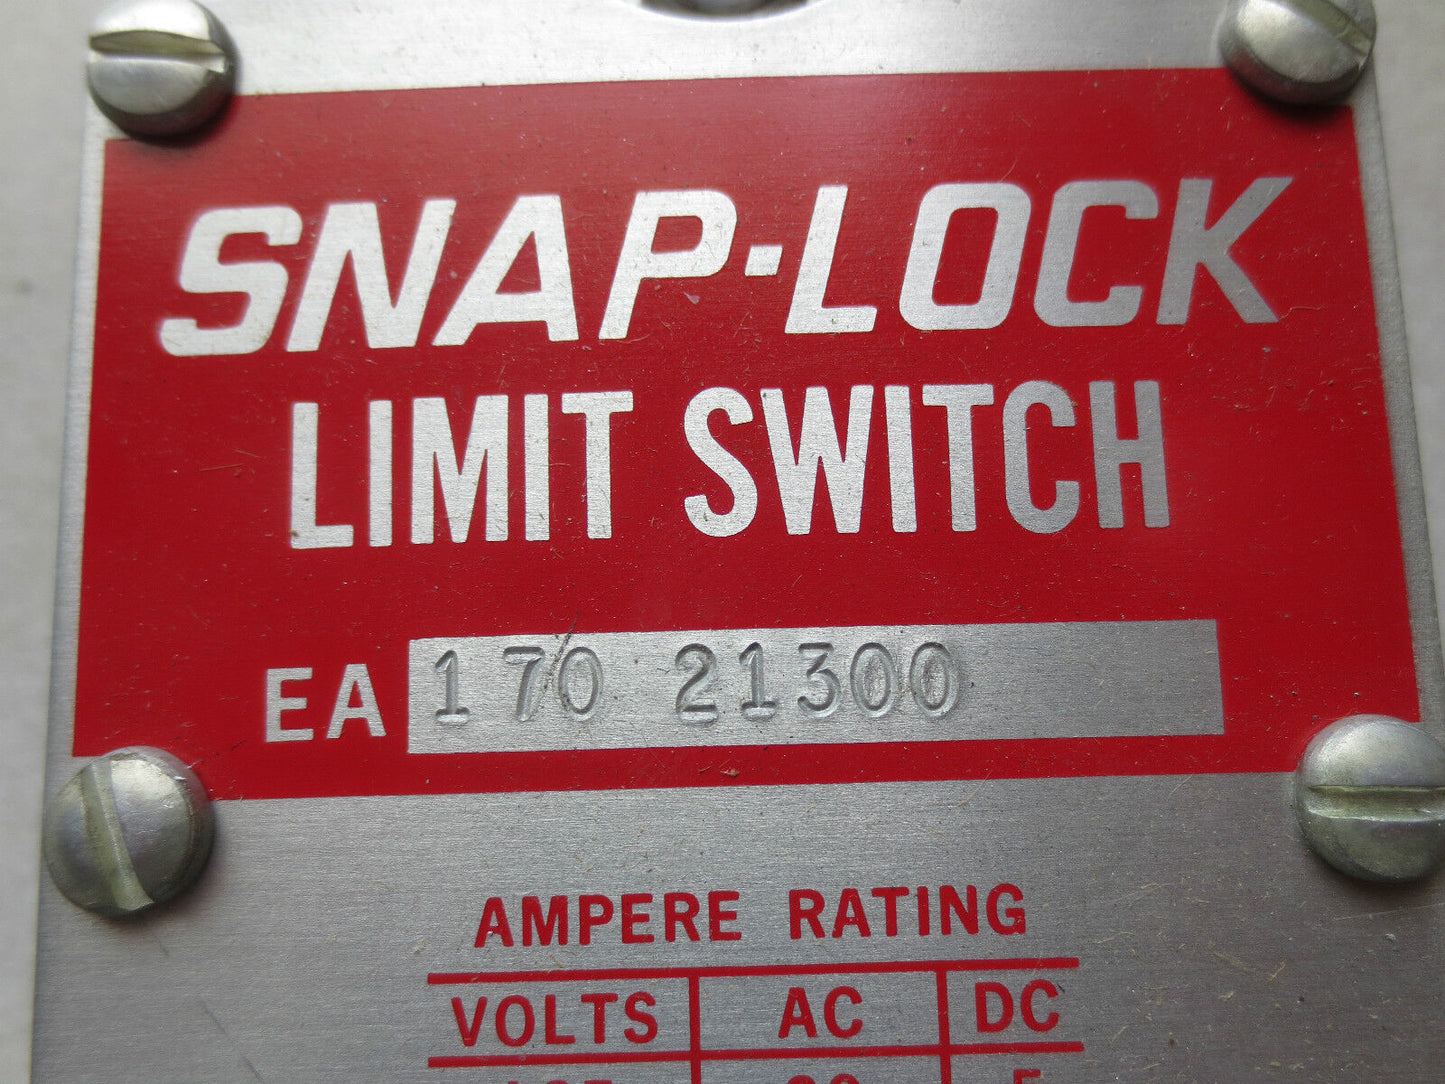 SNAP-LOCK
LIMIT SWITCH
EA 170 21300
AMPERE RATING
VOLTS AC DC